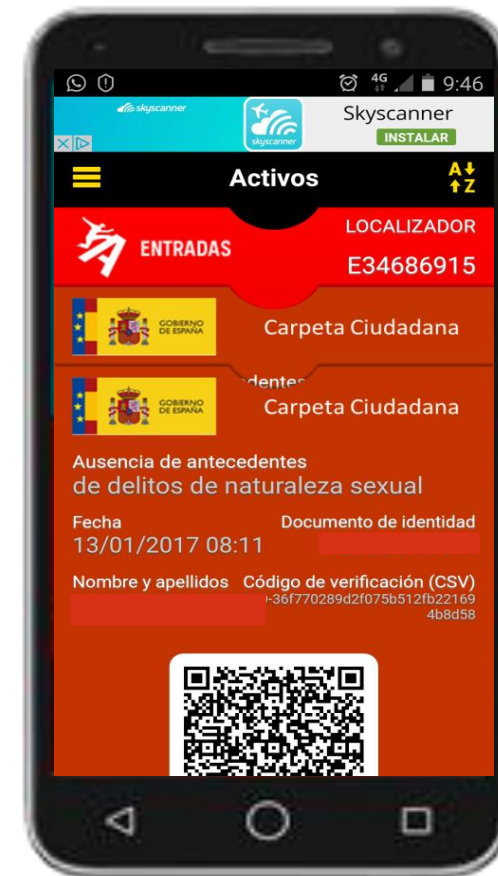 4G 9:46
skyscanner
skyscanner
Skyscanner
INSTALAR
Activos
A Z
ENTRADAS
LOCALIZADOR
E34686915
GOBIERNO
DE ESPAÑA
Carpeta Ciudadana
GOBIERNO
DE ESPAÑA
Carpeta Ciudadana
Ausencia de antecedentes
de delitos de naturaleza sexual
Fecha
Documento de identidad
13/01/2017 08:11
Nombre y apellidos
Código de verificación (CSV)
-36f770289d2f075b512fb22169
4b8d58